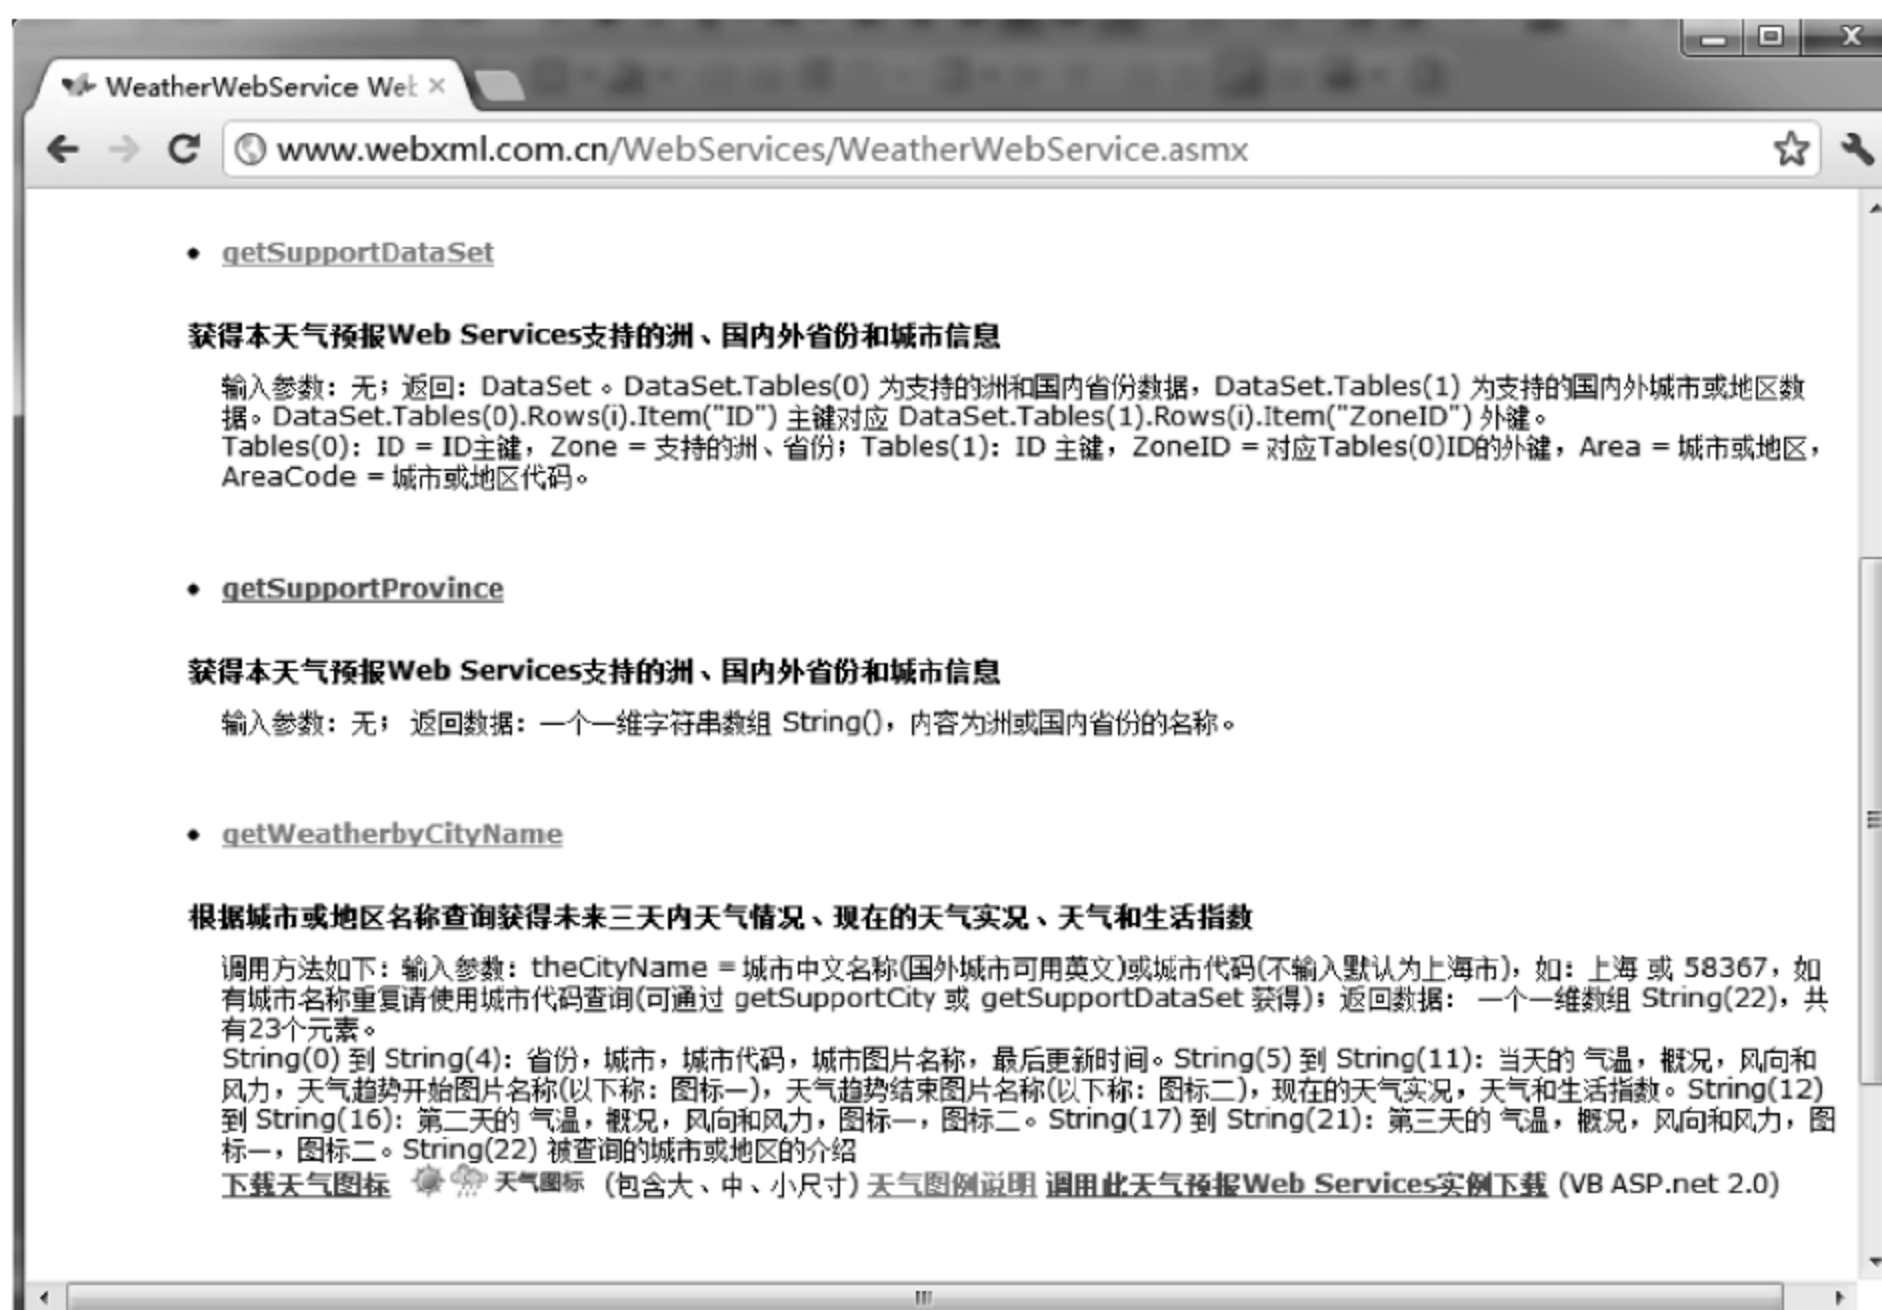 WeatherWebService Web
www.webxml.com.cn/WebServices/WeatherWebService.asmx
• getSupportDataSet
获得本天气预报Web Services支持的洲、国内外省份和城市信息
输入参数：无；返回：DataSet 。DataSet.Tables(0) 为支持的洲和国内省份数据，DataSet.Tables(1) 为支持的国内外城市或地区数
据。DataSet.Tables(0).Rows(i).Item("ID") 主键对应 DataSet.Tables(1).Rows(i).Item("ZoneID") 外键。
Tables(0)：ID = ID主键，Zone = 支持的洲、省份；Tables(1)：ID 主键，ZoneID = 对应Tables(0)ID的外键，Area = 城市或地区，
AreaCode = 城市或地区代码。
• getSupportProvince
获得本天气预报Web Services支持的洲、国内外省份和城市信息
输入参数：无； 返回数据：一个一维字符串数组 String()，内容为洲或国内省份的名称。
• getWeatherbyCityName
根据城市或地区名称查询获得未来三天内天气情况、现在的天气实况、天气和生活指数
调用方法如下：输入参数：theCityName = 城市中文名称(国外城市可用英文)或城市代码(不输入默认为上海市)，如：上海 或 58367，如
有城市名称重复请使用城市代码查询(可通过 getSupportCity 或 getSupportDataSet 获得)；返回数据： 一个一维数组 String(22)，共
有23个元素。
String(0) 到 String(4)：省份，城市，城市代码，城市图片名称，最后更新时间。String(5) 到 String(11)：当天的 气温，概况，风向和
风力，天气趋势开始图片名称(以下称：图标一)，天气趋势结束图片名称(以下称：图标二)，现在的天气实况，天气和生活指数。String(12)
到 String(16)：第二天的 气温，概况，风向和风力，图标一，图标二。String(17) 到 String(21)：第三天的 气温，概况，风向和风力，图
标一，图标二。String(22) 被查询的城市或地区的介绍
下载天气图标 天气图标 (包含大、中、小尺寸) 天气图例说明 调用此天气预报Web Services实例下载 (VB ASP.net 2.0)